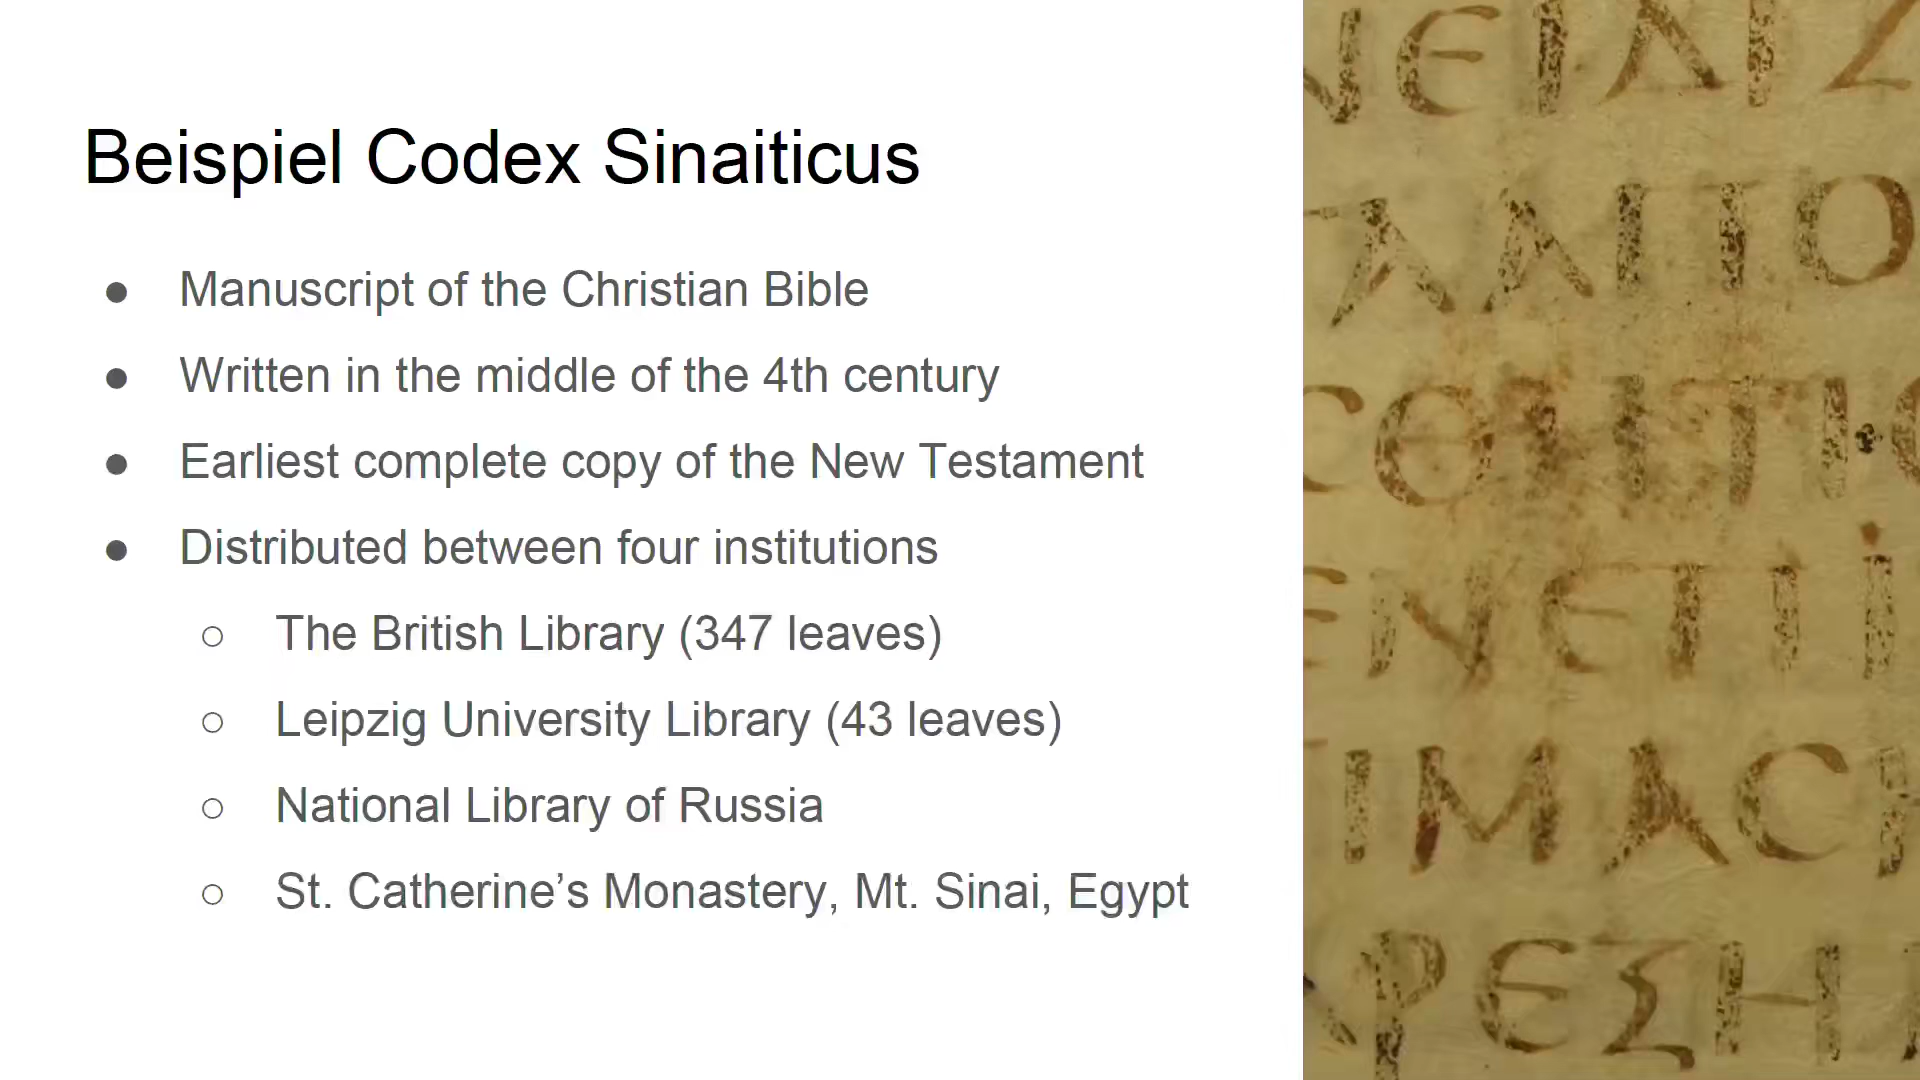 Beispiel Codex Sinaiticus
● Manuscript of the Christian Bible
● Written in the middle of the 4th century
● Earliest complete copy of the New Testament
● Distributed between four institutions
○ The British Library (347 leaves)
○ Leipzig University Library (43 leaves)
○ National Library of Russia
○ St. Catherine’s Monastery, Mt. Sinai, Egypt